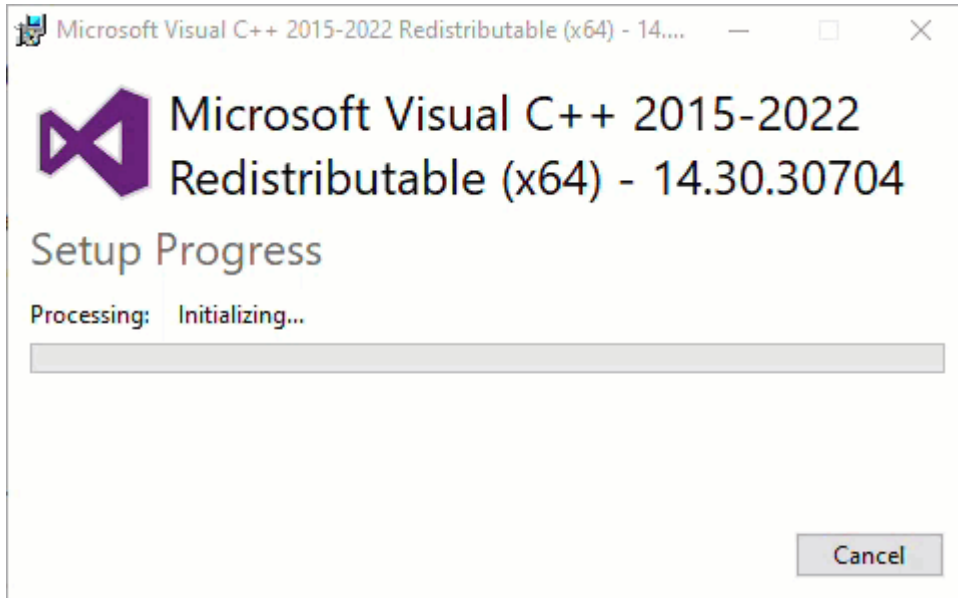 Microsoft Visual C++ 2015-2022 Redistributable (x64) - 14....
Microsoft Visual C++ 2015-2022
Redistributable (x64) - 14.30.30704
Setup Progress
Processing: Initializing...
Cancel